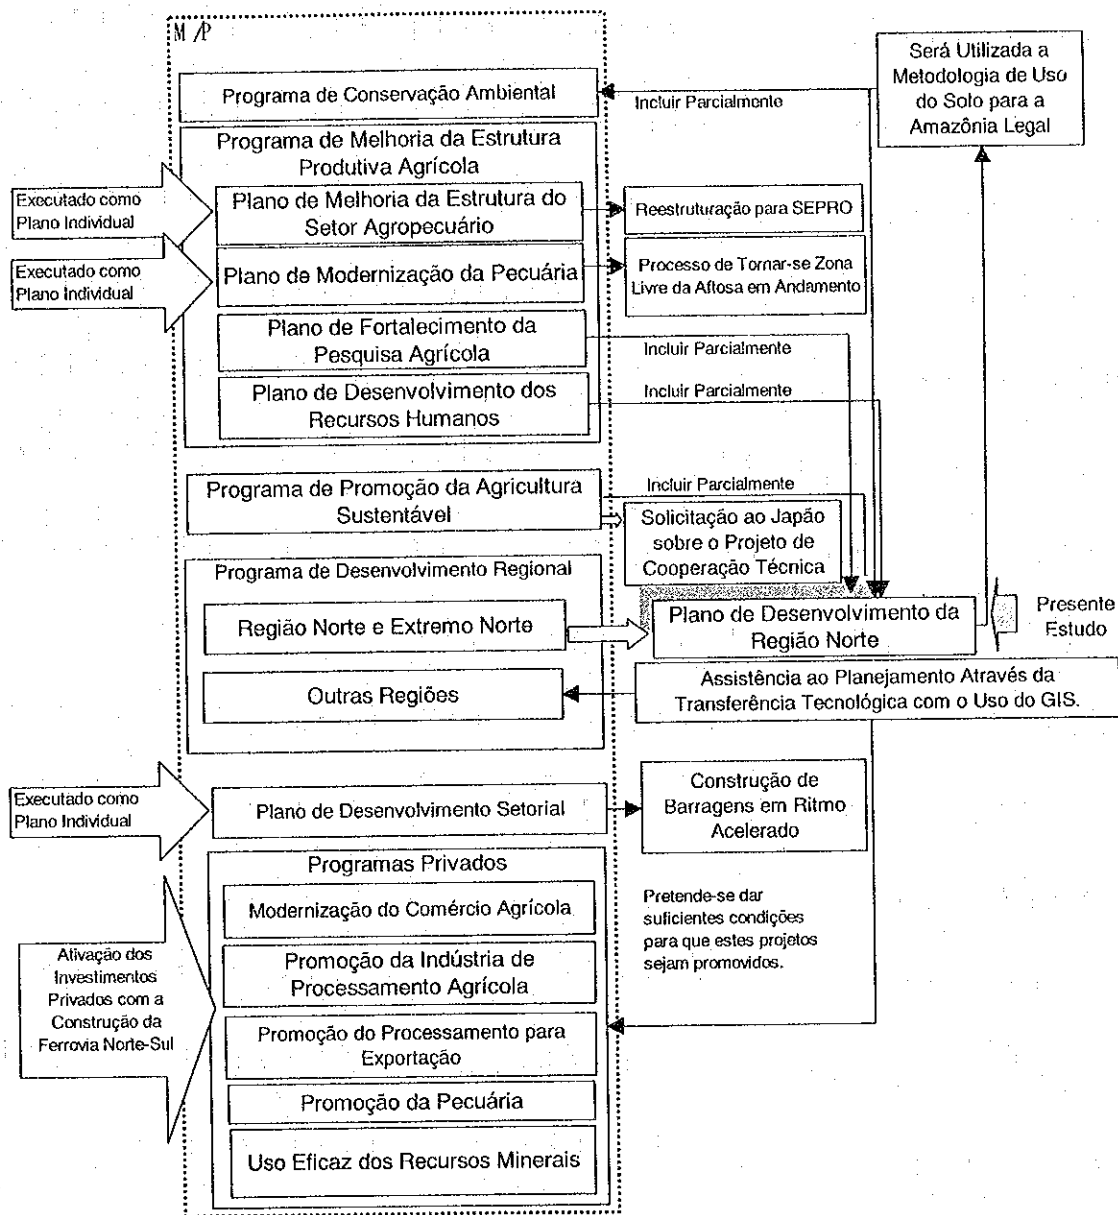 M/P
Será Utilizada a
Metodologia de Uso
do Solo para a
Amazônia Legal
Programa de Conservação Ambiental
Incluir Parcialmente
Programa de Melhoria da Estrutura
Produtiva Agrícola
Executado como
Plano Individual
Plano de Melhoria da Estrutura do
Setor Agropecuário
Reestruturação para SEPRO
Executado como
Plano Individual
Plano de Modernização da Pecuária
Processo de Tornar-se Zona
Livre da Aftosa em Andamento
Plano de Fortalecimento da
Pesquisa Agrícola
Incluir Parcialmente
Plano de Desenvolvimento dos
Recursos Humanos
Incluir Parcialmente
Programa de Promoção da Agricultura
Sustentável
Incluir Parcialmente
Solicitação ao Japão
sobre o Projeto de
Cooperação Técnica
Programa de Desenvolvimento Regional
Região Norte e Extremo Norte
Plano de Desenvolvimento da
Região Norte
Presente
Estudo
Outras Regiões
Assistência ao Planejamento Através da
Transferência Tecnológica com o Uso do GIS.
Executado como
Plano Individual
Plano de Desenvolvimento Setorial
Construção de
Barragens em Ritmo
Acelerado
Programas Privados
Modernização do Comércio Agrícola
Pretende-se dar
suficientes condições
para que estes projetos
sejam promovidos.
Ativação dos
Investimentos
Privados com a
Construção da
Ferrovia Norte-Sul
Promoção da Indústria de
Processamento Agrícola
Promoção do Processamento para
Exportação
Promoção da Pecuária
Uso Eficaz dos Recursos Minerais